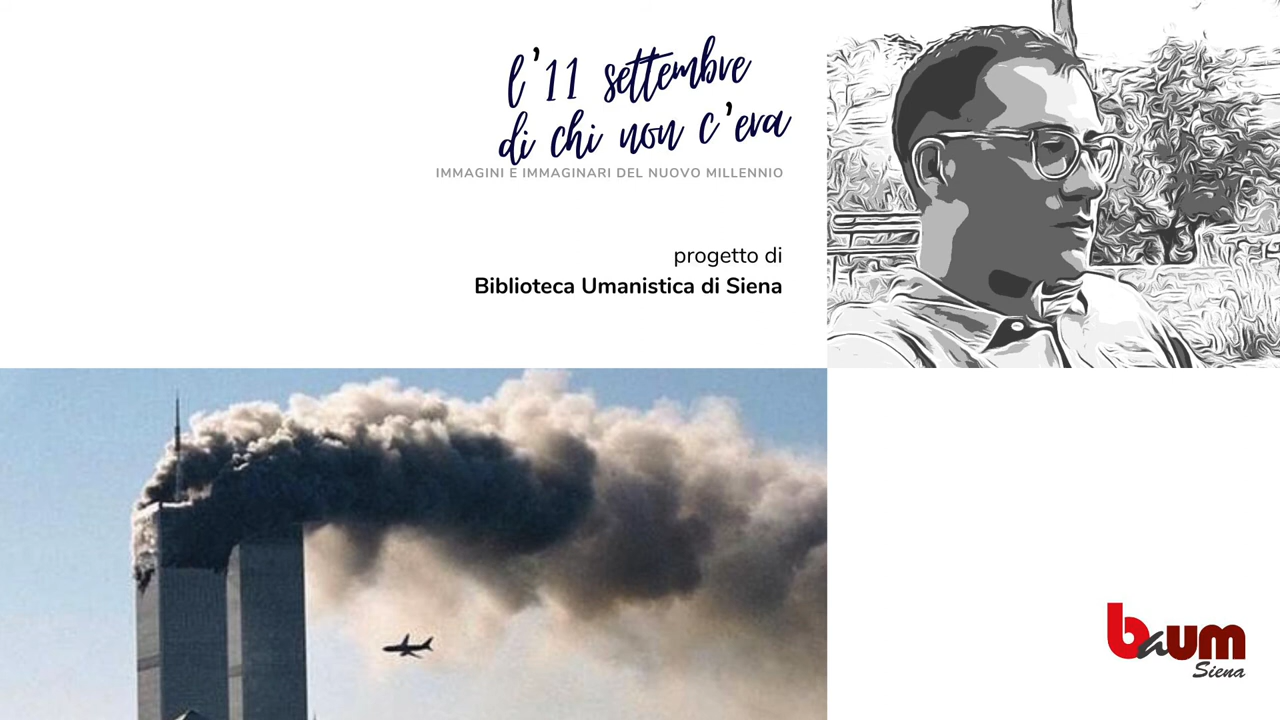 l'11 settembre
di chi non c'era
IMMAGINI E IMMAGINARI DEL NUOVO MILLENNIO
progetto di
Biblioteca Umanistica di Siena
baum
Siena